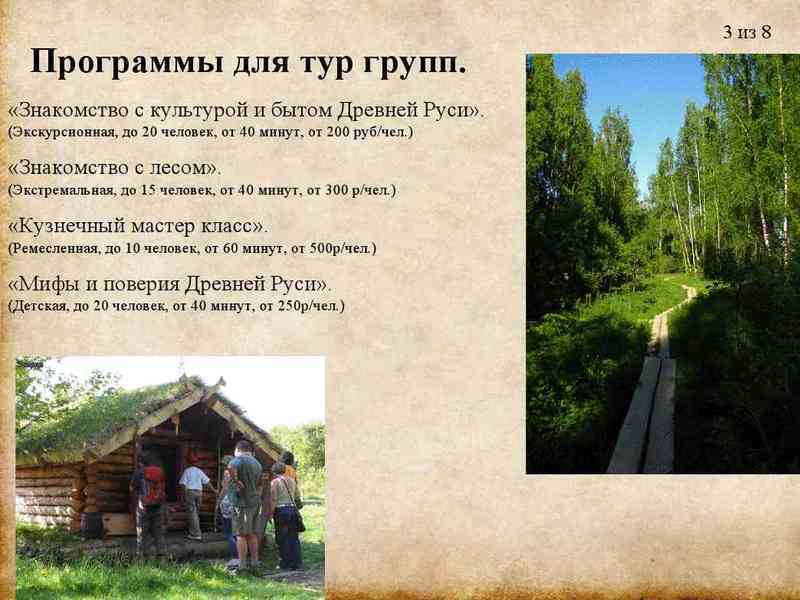 3 из 8
Программы для тур групп.
«Знакомство с культурой и бытом Древней Руси».
(Экскурсионная, до 20 человек, от 40 минут, от 200 руб/чел.)
«Знакомство с лесом».
(Экстремальная, до 15 человек, от 40 минут, от 300 р/чел.)
«Кузнечный мастер класс».
(Ремесленная, до 10 человек, от 60 минут, от 500р/чел.)
«Мифы и поверия Древней Руси».
(Детская, до 20 человек, от 40 минут, от 250р/чел.)